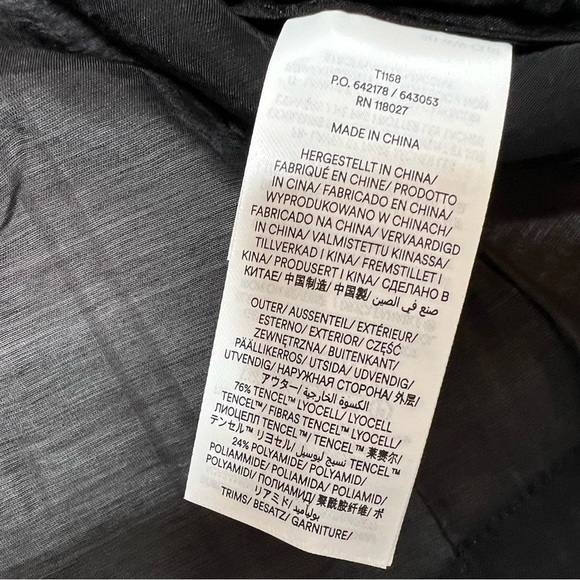 T1158
P.O. 642178 / 643053
RN 118027
MADE IN CHINA
HERGESTELLT IN CHINA/
FABRIQUÉ EN CHINE/ PRODOTTO
IN CINA/ FABRICADO EN CHINA/
WYPRODUKOWANO W CHINACH/
FABRICADO NA CHINA/ VERVAARDIGD
IN CHINA/ VALMISTETTU KIINASSA/
TILLVERKAD I KINA/ FREMSTILLET I
KINA/ PRODUSERT I KINA/ СДЕЛАНО В
КИТАЕ/ 中国制造/ 中国製/ صنع في الصين
OUTER/ AUSSENTEIL/ EXTÉRIEUR/
ESTERNO/ EXTERIOR/ CZĘŚĆ
ZEWNĘTRZNA/ BUITENKANT/
PÄÄLLIKERROS/ UTSIDA/ UDVENDIG/
UTVENDIG/ НАРУЖНАЯ СТОРОНА/ 外层/
アウター/ الكسوة الخارجية/
76% TENCEL™ LYOCELL/ LYOCELL
TENCEL™/ FIBRAS TENCEL™ LYOCELL/
ЛИОЦЕЛЛ TENCEL™/ TENCEL™ 莱赛尔/
テンセル™ リヨセル/ نسيج ليوسيل TENCEL™
24% POLYAMIDE/ POLYAMID/
POLIAMMIDE/ POLIAMIDA/ POLIAMID/
POLYAMIDI/ ПОЛИАМИД/ 聚酰胺纤维/ ポ
リアミド/ بولياميد/
TRIMS/ BESATZ/ GARNITURE/